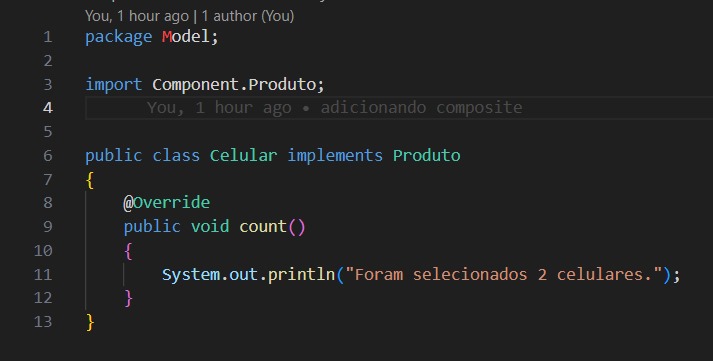 You, 1 hour ago | 1 author (You)
1 package Model;
2
3 import Component.Produto;
4 You, 1 hour ago • adicionando composite
5
6 public class Celular implements Produto
7 {
8 @Override
9 public void count()
10 {
11 System.out.println("Foram selecionados 2 celulares.");
12 }
13 }